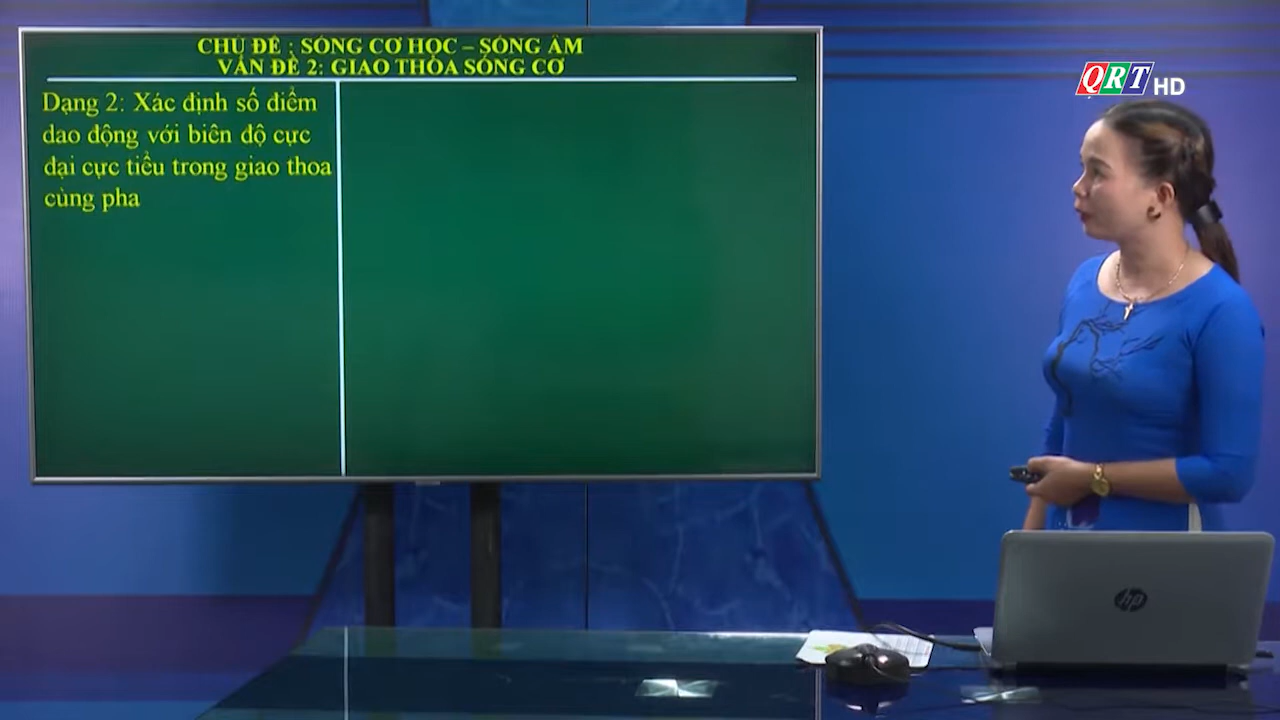 CHỦ ĐỀ : SÓNG CƠ HỌC – SÓNG ÂM
VẤN ĐỀ 2: GIAO THOA SÓNG CƠ
Dạng 2: Xác định số điểm
dao động với biên độ cực
đại cực tiểu trong giao thoa
cùng pha
QRT HD
hp